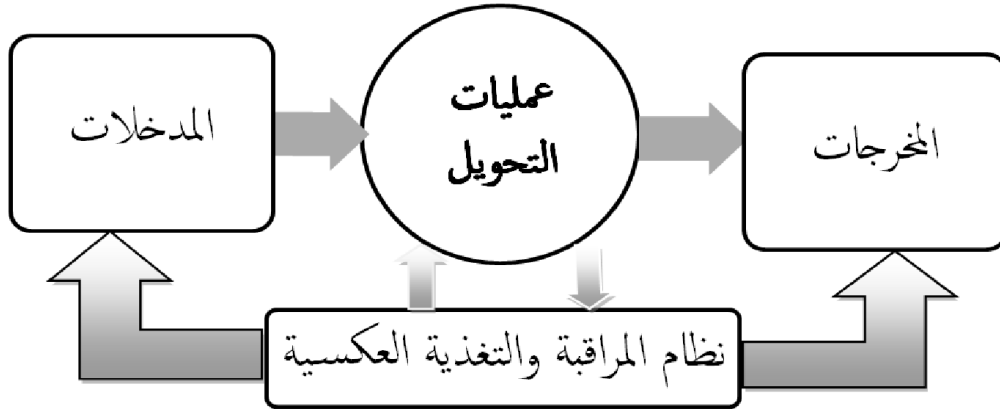 المدخلات
عمليات
التحويل
المخرجات
نظام المراقبة والتغذية العكسية